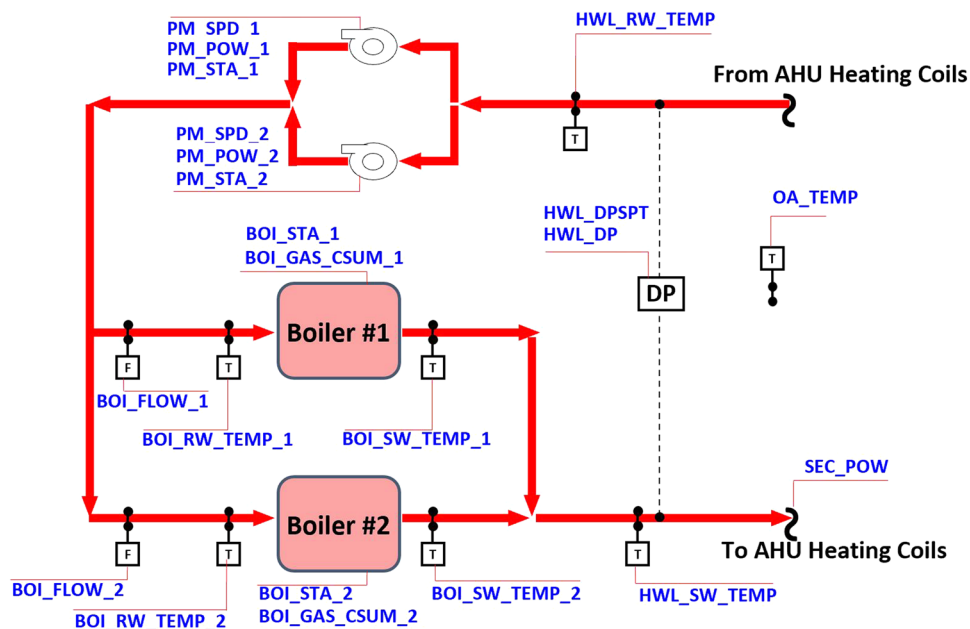 PM_SPD_1
PM_POW_1
PM_STA_1
HWL_RW_TEMP
From AHU Heating Coils
T
PM_SPD_2
PM_POW_2
PM_STA_2
OA_TEMP
T
HWL_DPSPT
HWL_DP
DP
BOI_STA_1
BOI_GAS_CSUM_1
Boiler #1
F
T
T
BOI_FLOW_1
BOI_RW_TEMP_1
BOI_SW_TEMP_1
SEC_POW
Boiler #2
To AHU Heating Coils
F
T
T
T
BOI_FLOW_2
BOI_RW_TEMP_2
BOI_STA_2
BOI_GAS_CSUM_2
BOI_SW_TEMP_2
HWL_SW_TEMP